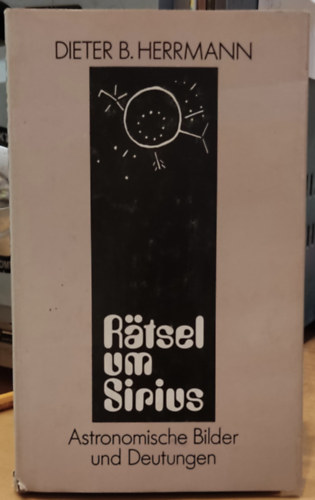 DIETER B. HERRMANN
Rätsel
um
Sirius
Astronomische Bilder
und Deutungen